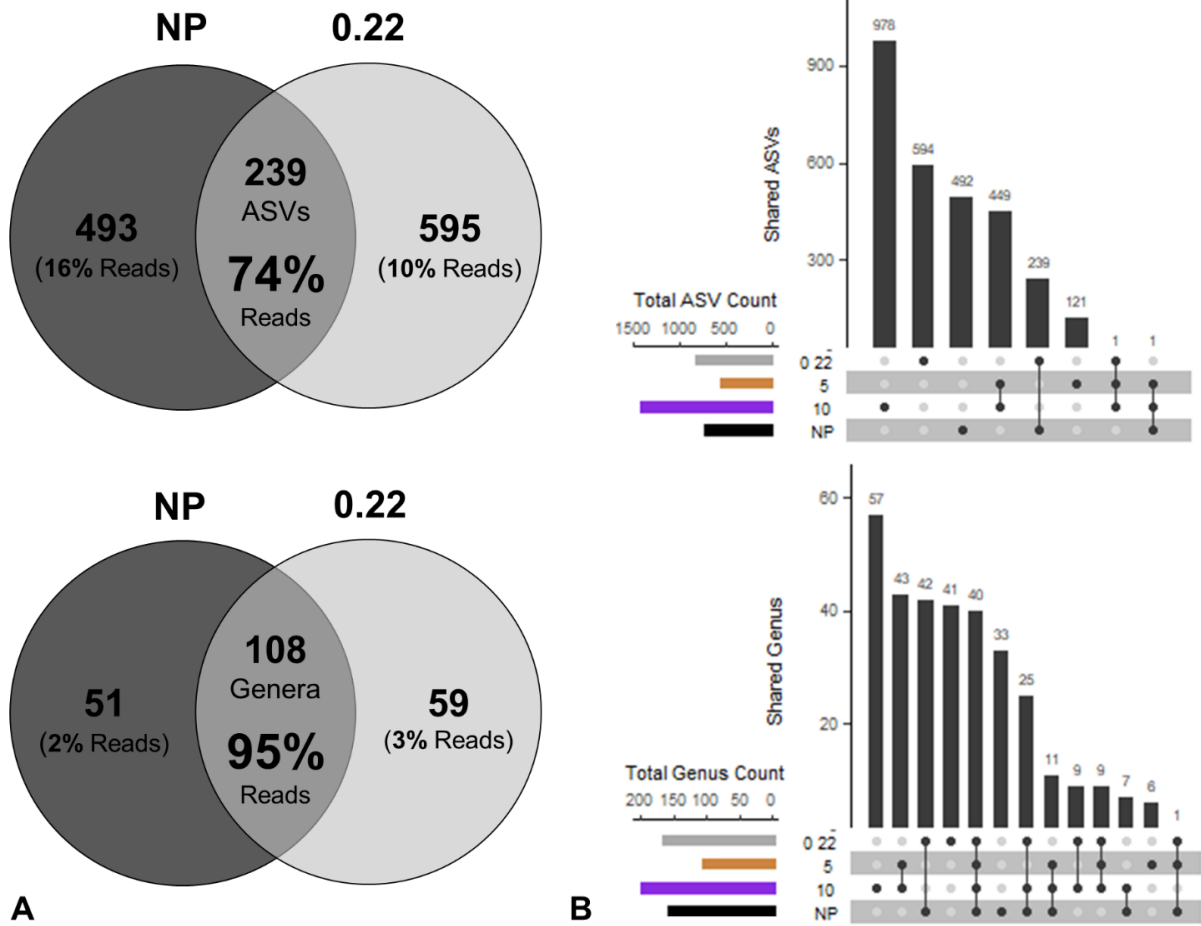 NP 0.22
239
ASVs
493
(16% Reads)
74%
Reads
595
(10% Reads)
NP 0.22
108
Genera
51
(2% Reads)
95%
Reads
59
(3% Reads)
A
Shared ASVs
900
600
300
978
594
492
449
239
121
1
1
Total ASV Count
1500 1000 500 0
0 22
5
10
NP
Shared Genus
60
40
20
57
43
42
41
40
33
25
11
9
9
7
6
1
Total Genus Count
200 150 100 50 0
0 22
5
10
NP
B